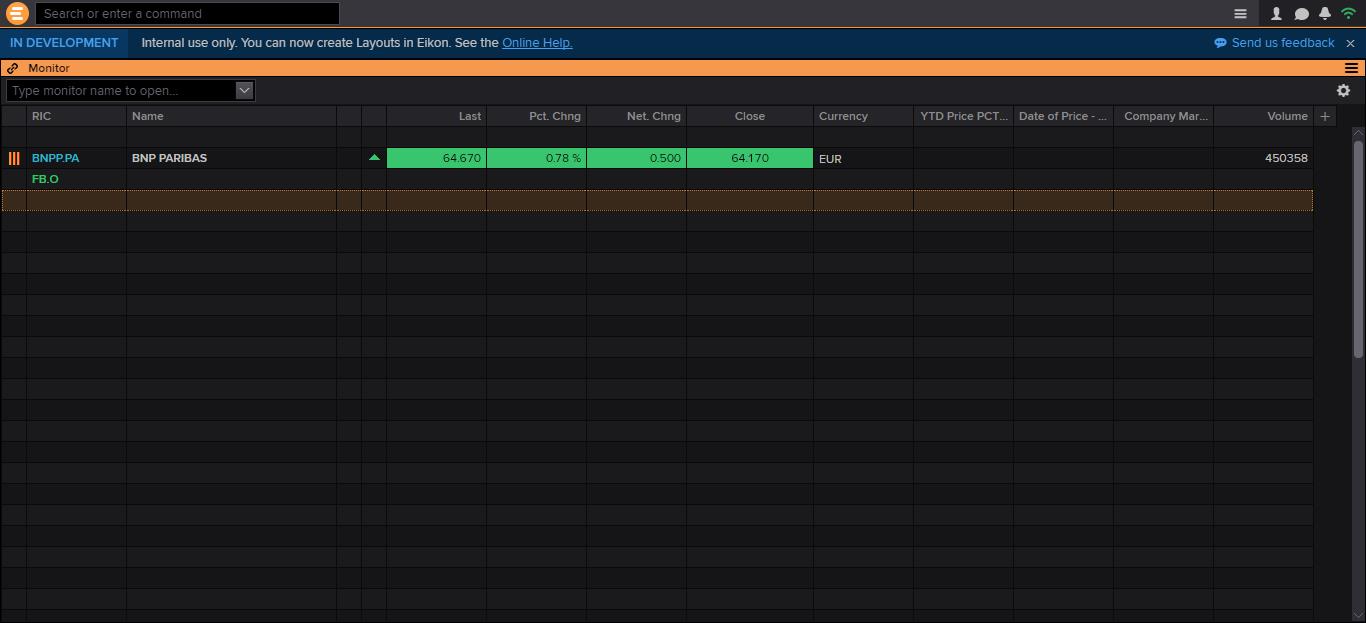 Search or enter a command
IN DEVELOPMENT Internal use only. You can now create Layouts in Eikon. See the Online Help. Send us feedback
Monitor
Type monitor name to open...
RIC Name Last Pct. Chng Net. Chng Close Currency YTD Price PCT... Date of Price - ... Company Mar... Volume
BNPP.PA BNP PARIBAS 64.670 0.78 % 0.500 64.170 EUR 450358
FB.O